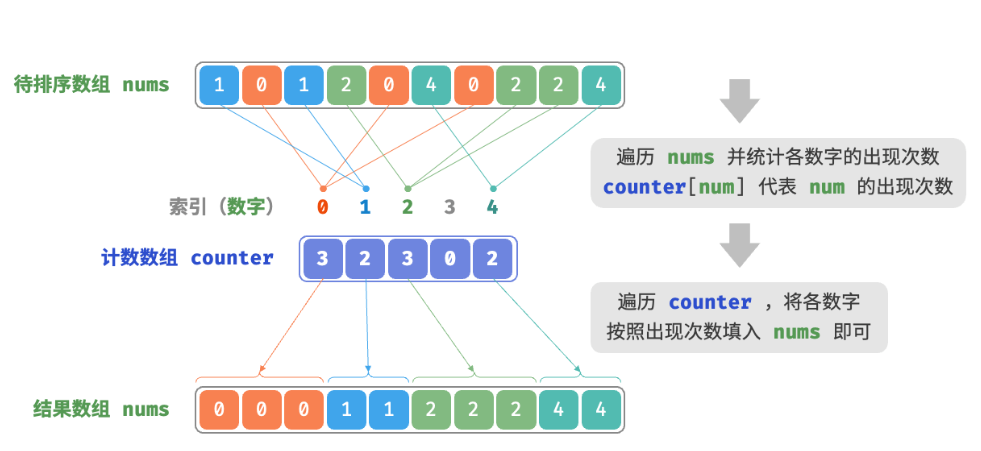 待排序数组 nums
1 0 1 2 0 4 0 2 2 4
遍历 nums 并统计各数字的出现次数
counter[num] 代表 num 的出现次数
索引（数字）
0 1 2 3 4
计数数组 counter
3 2 3 0 2
遍历 counter ，将各数字
按照出现次数填入 nums 即可
结果数组 nums
0 0 0 1 1 2 2 2 4 4